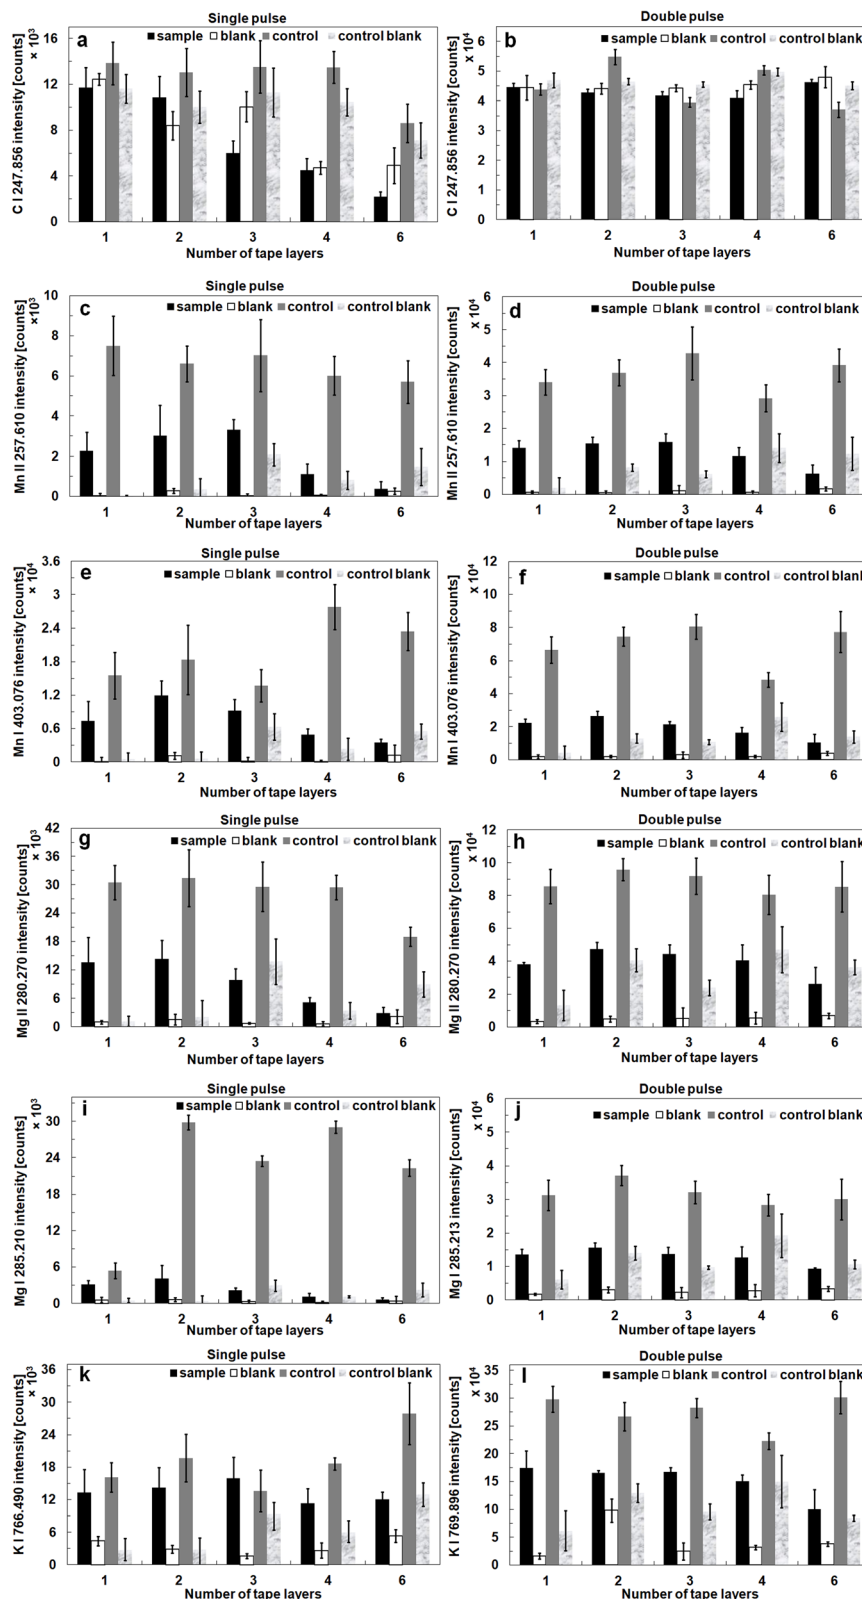 Single pulse
a
sample blank control control blank
C I 247.856 intensity [counts]
× 10³
16
12
8
4
0
1 2 3 4 6
Number of tape layers
Double pulse
b
sample blank control control blank
C I 247.856 intensity [counts]
x 10⁴
6
5
4
3
2
1
0
1 2 3 4 6
Number of tape layers
Single pulse
c
sample blank control control blank
Mn II 257.610 intensity [counts]
×10³
10
8
6
4
2
0
1 2 3 4 6
Number of tape layers
Double pulse
d
sample blank control control blank
Mn II 257.610 intensity [counts]
x 10⁴
6
5
4
3
2
1
0
1 2 3 4 6
Number of tape layers
Single pulse
e
sample blank control control blank
Mn I 403.076 intensity [counts]
× 10⁴
3.6
3
2.4
1.8
1.2
0.6
0
1 2 3 4 6
Number of tape layers
Double pulse
f
sample blank control control blank
Mn I 403.076 intensity [counts]
x 10⁴
12
10
8
6
4
2
0
1 2 3 4 6
Number of tape layers
Single pulse
g
sample blank control control blank
Mg II 280.270 intensity [counts]
× 10³
42
36
30
24
18
12
6
0
1 2 3 4 6
Number of tape layers
Double pulse
h
sample blank control control blank
Mg II 280.270 intensity [counts]
x 10⁴
12
10
8
6
4
2
0
1 2 3 4 6
Number of tape layers
Single pulse
i
sample blank control control blank
Mg I 285.210 intensity [counts]
× 10³
33
30
27
24
21
18
15
12
9
6
3
0
1 2 3 4 6
Number of tape layers
Double pulse
j
sample blank control control blank
Mg I 285.213 intensity [counts]
x 10⁴
6
5
4
3
2
1
0
1 2 3 4 6
Number of tape layers
Single pulse
k
sample blank control control blank
K I 766.490 intensity [counts]
× 10³
36
30
24
18
12
6
0
1 2 3 4 6
Number of tape layers
Double pulse
l
sample blank control control blank
K I 769.896 intensity [counts]
x 10⁴
35
30
25
20
15
10
5
0
1 2 3 4 6
Number of tape layers